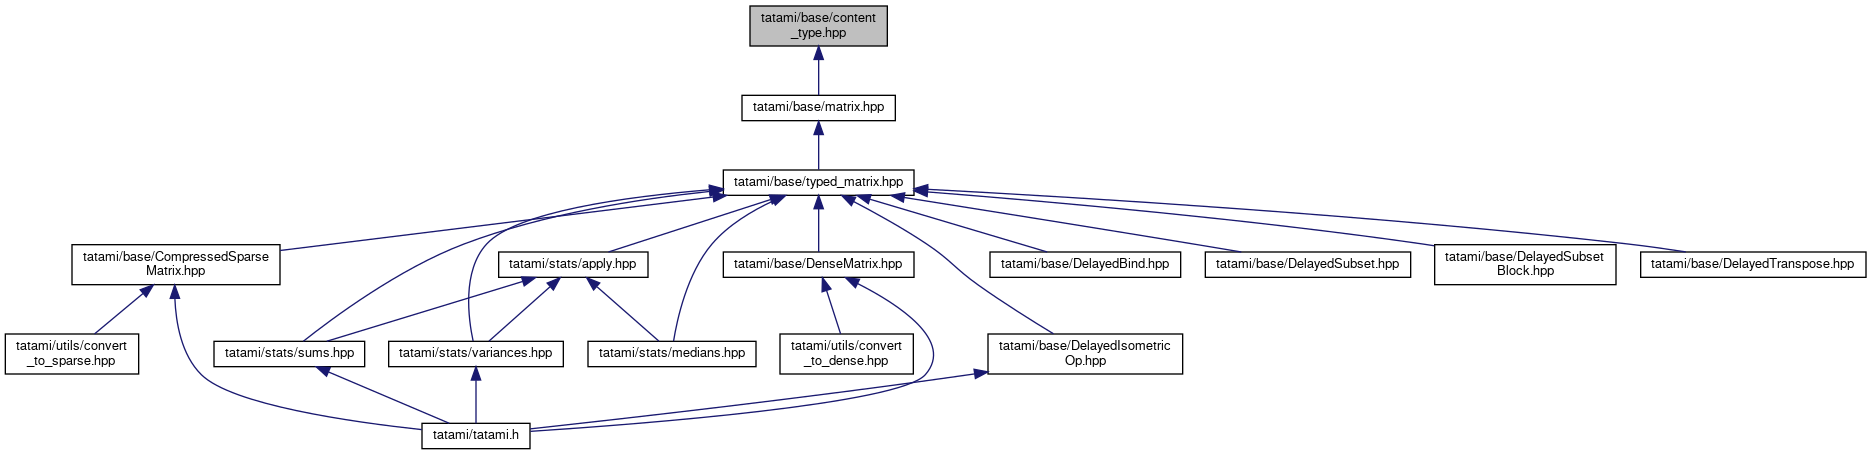 tatami/base/content
_type.hpp
tatami/base/matrix.hpp
tatami/base/typed_matrix.hpp
tatami/base/CompressedSparse
Matrix.hpp
tatami/stats/apply.hpp
tatami/base/DenseMatrix.hpp
tatami/base/DelayedBind.hpp
tatami/base/DelayedSubset.hpp
tatami/base/DelayedSubset
Block.hpp
tatami/base/DelayedTranspose.hpp
tatami/utils/convert
_to_sparse.hpp
tatami/stats/sums.hpp
tatami/stats/variances.hpp
tatami/stats/medians.hpp
tatami/utils/convert
_to_dense.hpp
tatami/base/DelayedIsometric
Op.hpp
tatami/tatami.h